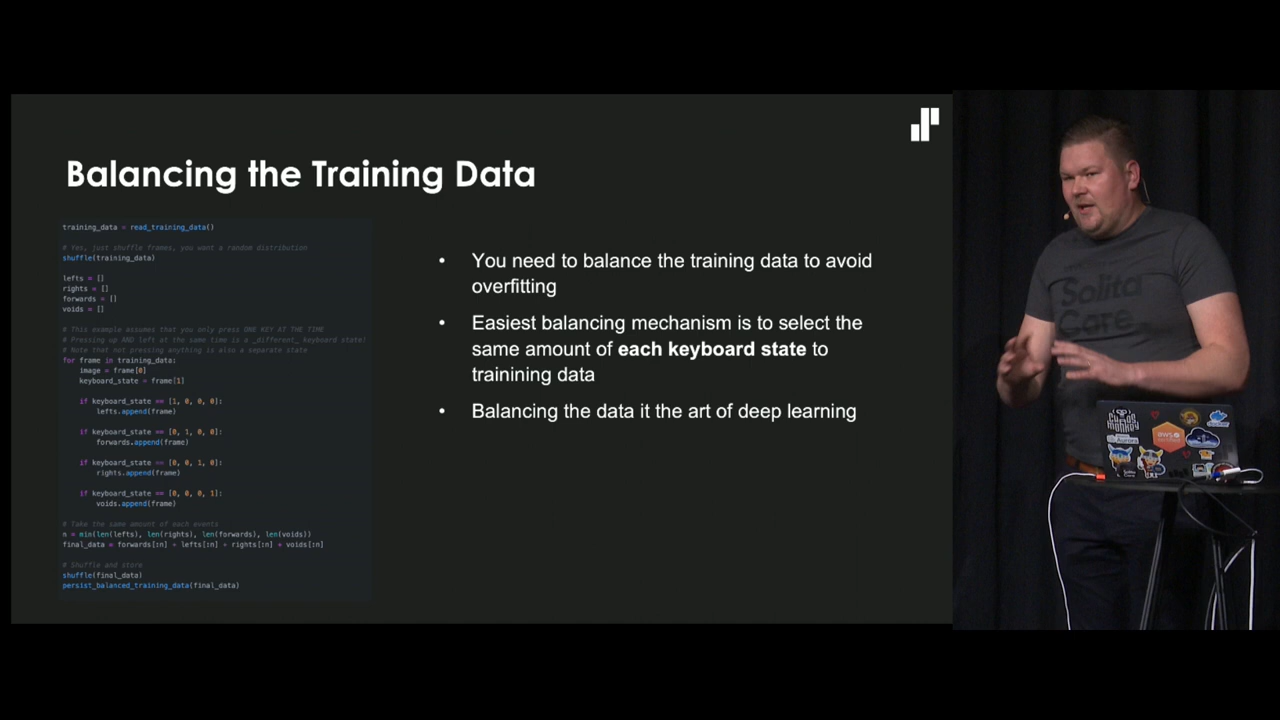 Balancing the Training Data
training_data = read_training_data()
# Yes, just shuffle frames, you want a random distribution
shuffle(training_data)
lefts = []
rights = []
forwards = []
voids = []
# This example assumes that you only press ONE KEY AT THE TIME
# Pressing up AND left at the same time is a _different_ keyboard state!
# Note that not pressing anything is also a separate state
for frame in training_data:
image = frame[0]
keyboard_state = frame[1]
if keyboard_state == [1, 0, 0, 0]:
lefts.append(frame)
if keyboard_state == [0, 1, 0, 0]:
forwards.append(frame)
if keyboard_state == [0, 0, 1, 0]:
rights.append(frame)
if keyboard_state == [0, 0, 0, 1]:
voids.append(frame)
# Take the same amount of each events
n = min(len(lefts), len(rights), len(forwards), len(voids))
final_data = forwards[:n] + lefts[:n] + rights[:n] + voids[:n]
# Shuffle and store
shuffle(final_data)
persist_balanced_training_data(final_data)
• You need to balance the training data to avoid
overfitting
• Easiest balancing mechanism is to select the
same amount of each keyboard state to
trainining data
• Balancing the data it the art of deep learning
Solita
Care